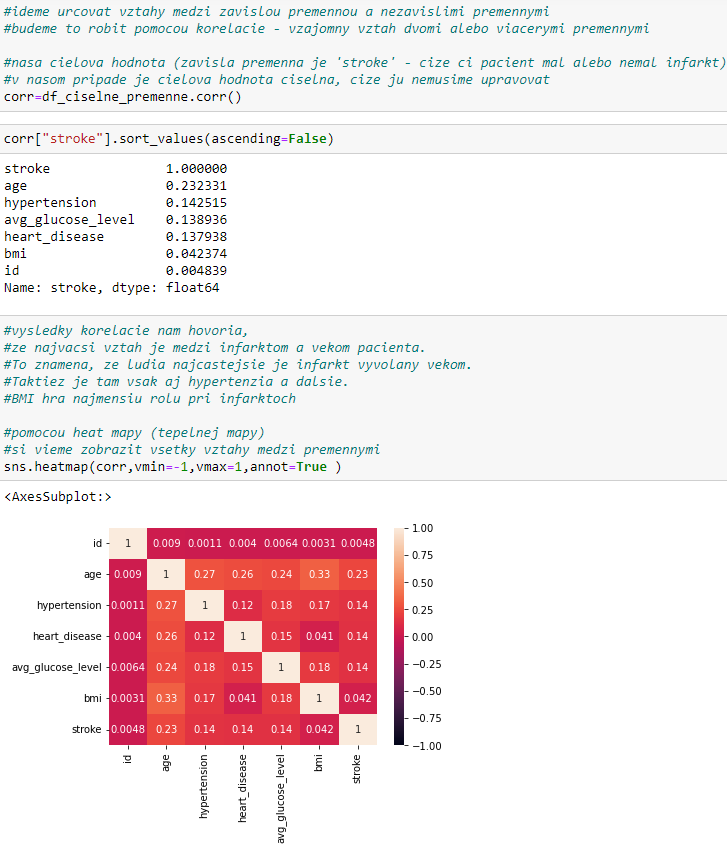 #ideme urcovat vztahy medzi zavislou premennou a nezavislimi premennymi
#budeme to robit pomocou korelacie - vzajomny vztah dvomi alebo viacerymi premennymi
#nasa cielova hodnota (zavisla premenna je 'stroke' - cize ci pacient mal alebo nemal infarkt)
#v nasom pripade je cielova hodnota ciselna, cize ju nemusime upravovat
corr=df_ciselne_premenne.corr()
corr["stroke"].sort_values(ascending=False)
stroke 1.000000
age 0.232331
hypertension 0.142515
avg_glucose_level 0.138936
heart_disease 0.137938
bmi 0.042374
id 0.004839
Name: stroke, dtype: float64
#vysledky korelacie nam hovoria,
#ze najvacsi vztah je medzi infarktom a vekom pacienta.
#To znamena, ze ludia najcastejsie je infarkt vyvolany vekom.
#Taktiez je tam vsak aj hypertenzia a dalsie.
#BMI hra najmensiu rolu pri infarktoch
#pomocou heat mapy (tepelnej mapy)
#si vieme zobrazit vsetky vztahy medzi premennymi
sns.heatmap(corr,vmin=-1,vmax=1,annot=True )
<AxesSubplot:>
id 1 0.009 0.0011 0.004 0.0064 0.0031 0.0048
age 0.009 1 0.27 0.26 0.24 0.33 0.23
hypertension 0.0011 0.27 1 0.12 0.18 0.17 0.14
heart_disease 0.004 0.26 0.12 1 0.15 0.041 0.14
avg_glucose_level 0.0064 0.24 0.18 0.15 1 0.18 0.14
bmi 0.0031 0.33 0.17 0.041 0.18 1 0.042
stroke 0.0048 0.23 0.14 0.14 0.14 0.042 1
id age hypertension heart_disease avg_glucose_level bmi stroke
1.00
0.75
0.50
0.25
0.00
−0.25
−0.50
−0.75
−1.00